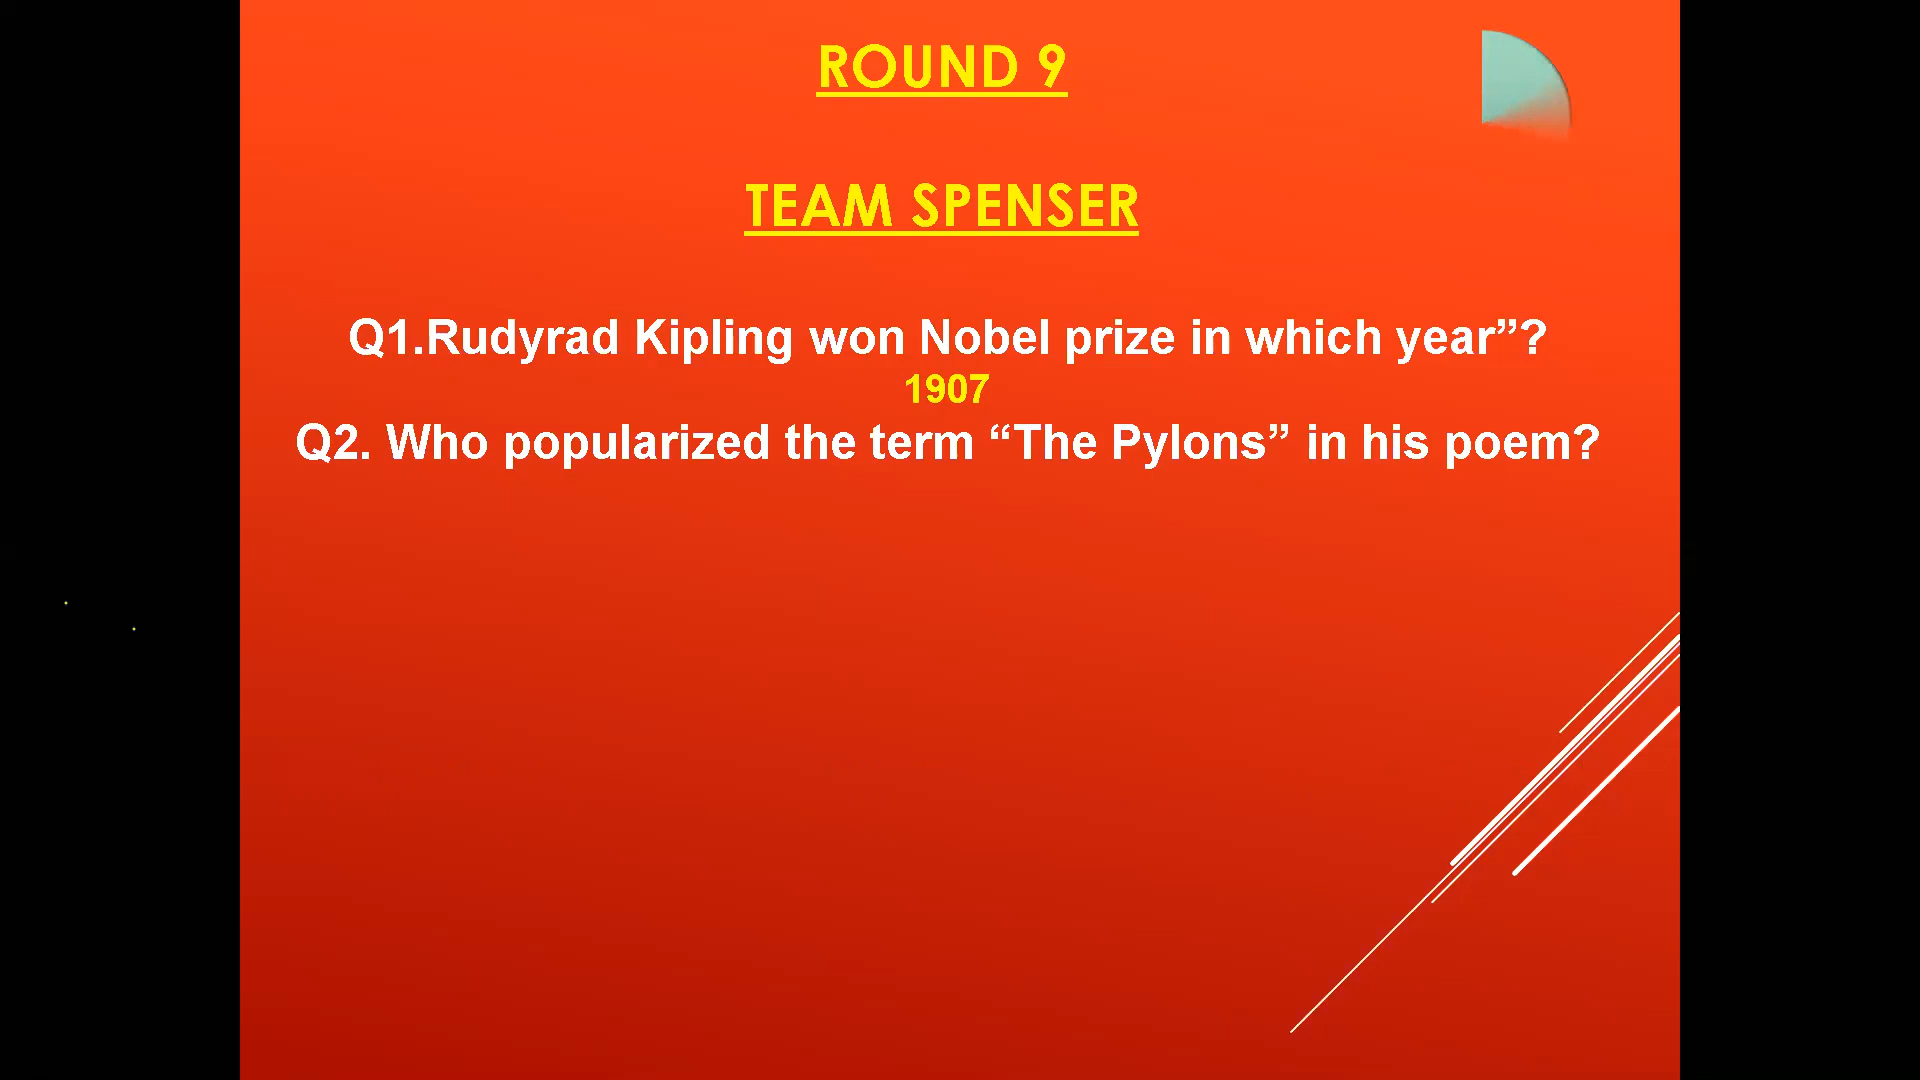 ROUND 9
TEAM SPENSER
Q1.Rudyrad Kipling won Nobel prize in which year”?
1907
Q2. Who popularized the term “The Pylons” in his poem?